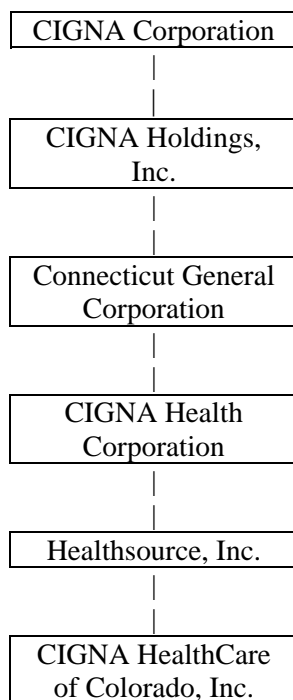 CIGNA Corporation
CIGNA Holdings,
Inc.
Connecticut General
Corporation
CIGNA Health
Corporation
Healthsource, Inc.
CIGNA HealthCare
of Colorado, Inc.